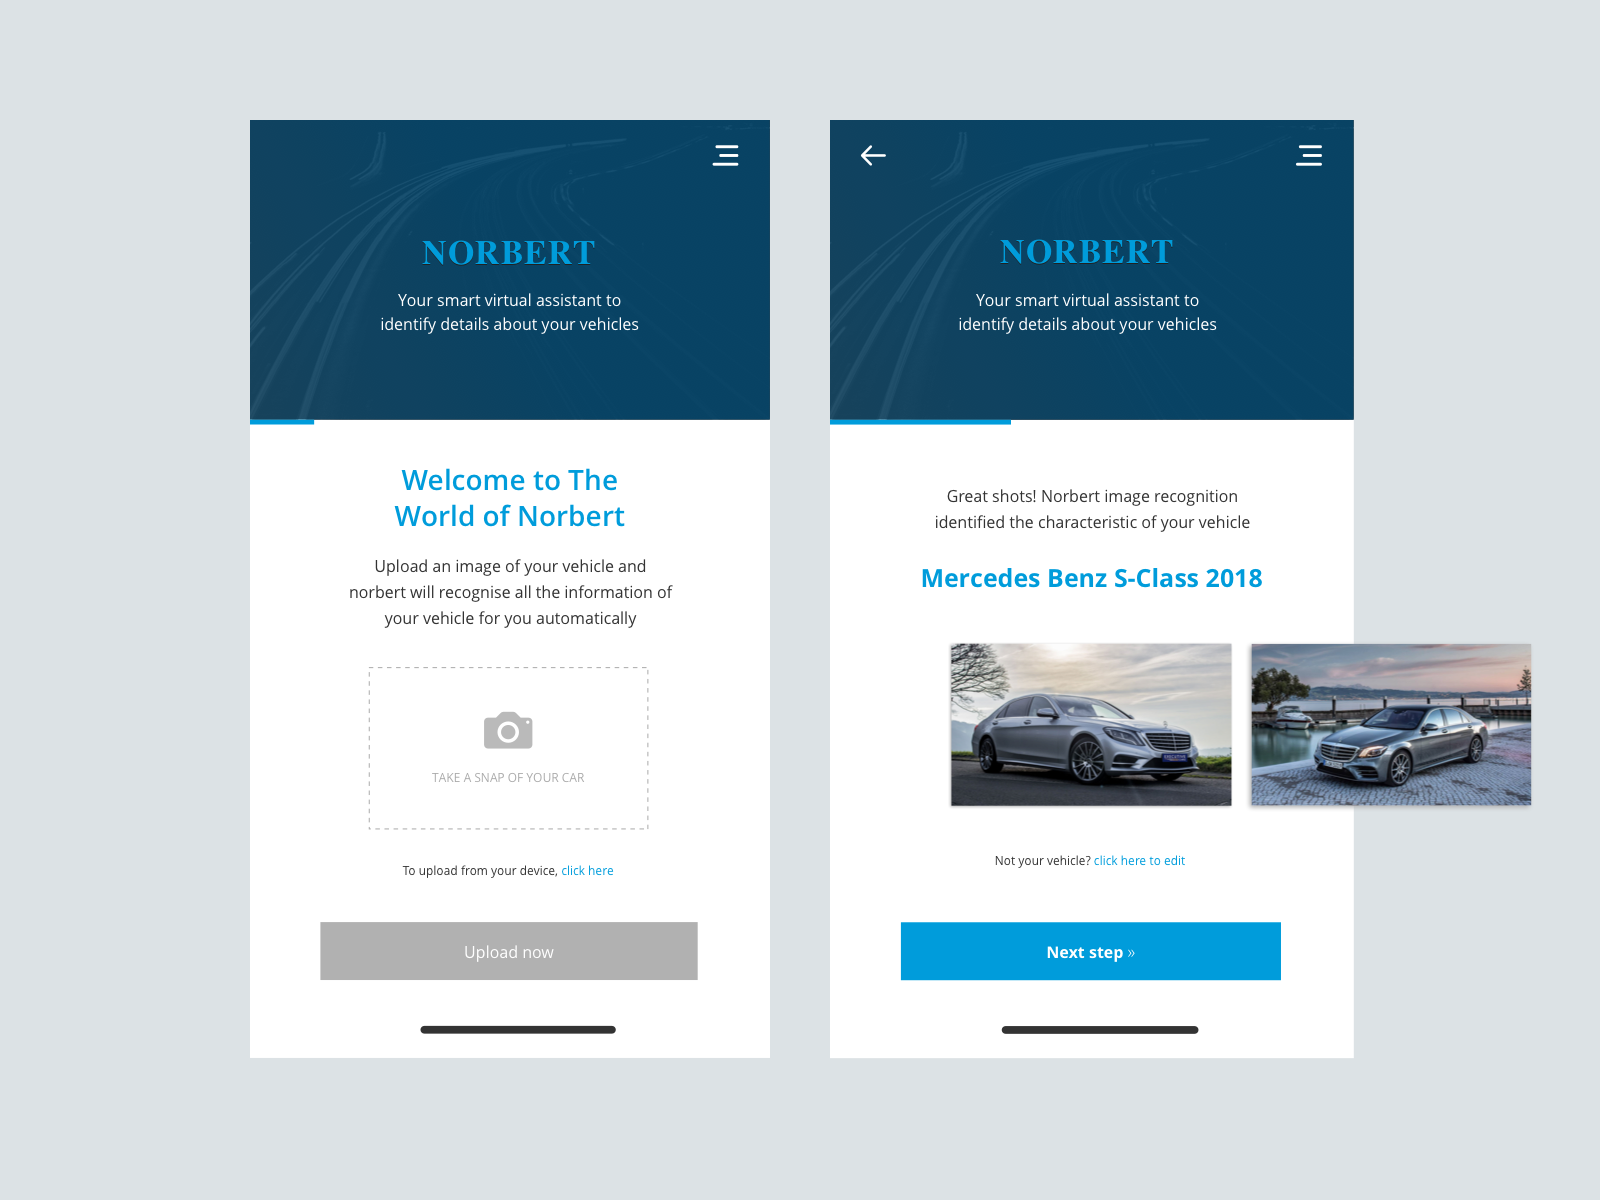 NORBERT
Your smart virtual assistant to
identify details about your vehicles
Welcome to The
World of Norbert
Upload an image of your vehicle and
norbert will recognise all the information of
your vehicle for you automatically
TAKE A SNAP OF YOUR CAR
To upload from your device, click here
Upload now
NORBERT
Your smart virtual assistant to
identify details about your vehicles
Great shots! Norbert image recognition
identified the characteristic of your vehicle
Mercedes Benz S-Class 2018
Not your vehicle? click here to edit
Next step »